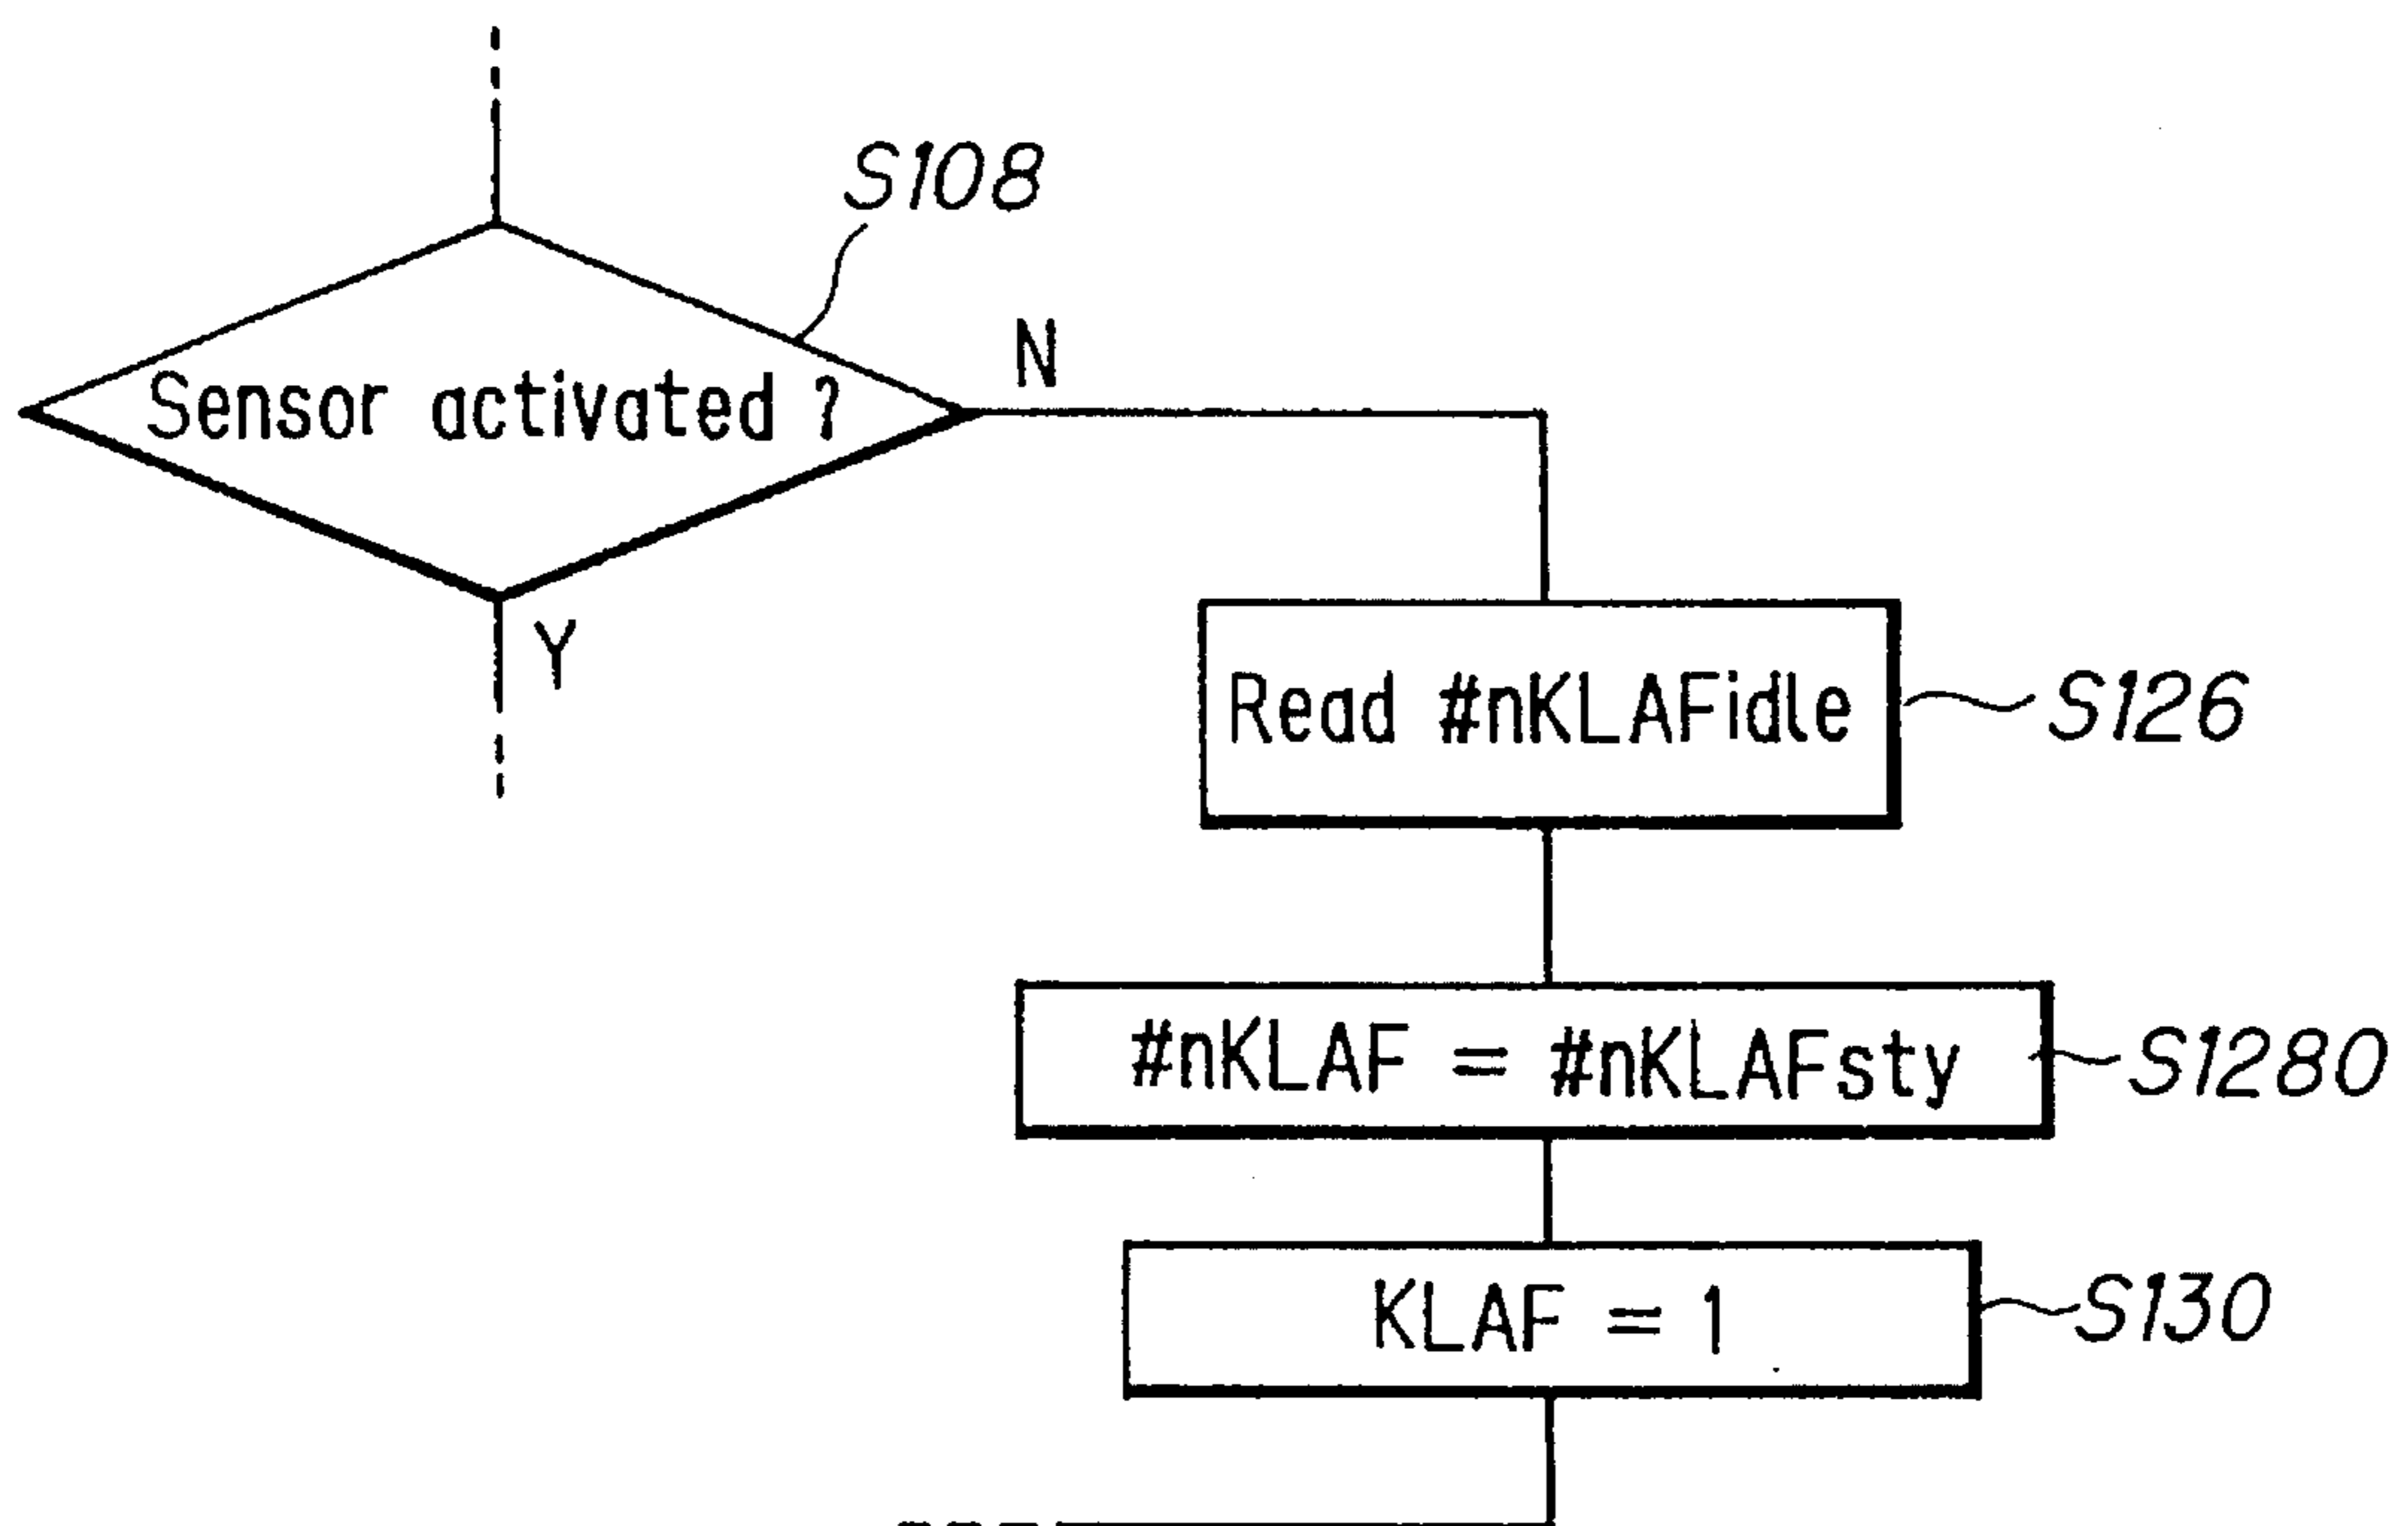 S108
Sensor activated ?
N
Y
Read #nKLAFidle
S126
#nKLAF = #nKLAFsty
S1280
KLAF = 1
S130